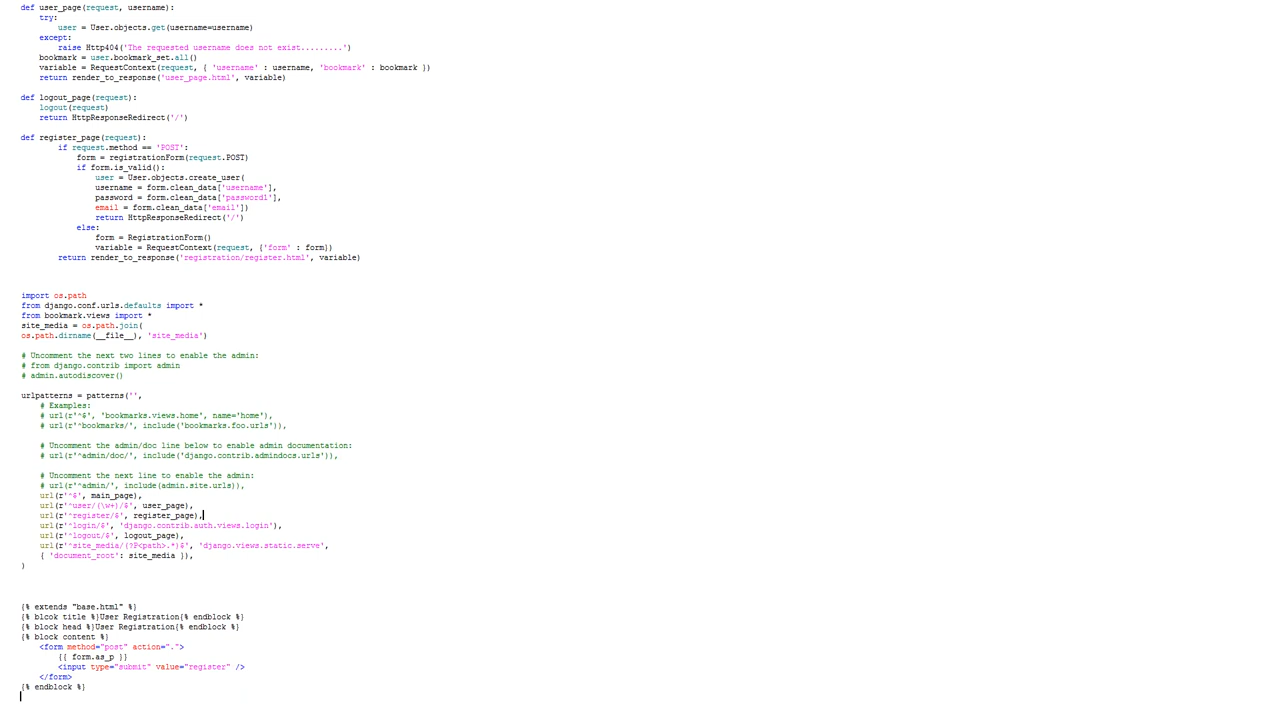 def user_page(request, username):
    try:
        user = User.objects.get(username=username)
    except:
        raise Http404('The requested username does not exist.........')
    bookmark = user.bookmark_set.all()
    variable = RequestContext(request, { 'username' : username, 'bookmark' : bookmark })
    return render_to_response('user_page.html', variable)

def logout_page(request):
    logout(request)
    return HttpResponseRedirect('/')

def register_page(request):
        if request.method == 'POST':
            form = registrationForm(request.POST)
            if form.is_valid():
                user = User.objects.create_user(
                username = form.clean_data['username'],
                password = form.clean_data['password1'],
                email = form.clean_data['email'])
                return HttpResponseRedirect('/')
            else:
                form = RegistrationForm()
                variable = RequestContext(request, {'form' : form})
        return render_to_response('registration/register.html', variable)

import os.path
from django.conf.urls.defaults import *
from bookmark.views import *
site_media = os.path.join(
os.path.dirname(__file__), 'site_media')

# Uncomment the next two lines to enable the admin:
# from django.contrib import admin
# admin.autodiscover()

urlpatterns = patterns('',
    # Examples:
    # url(r'^$', 'bookmarks.views.home', name='home'),
    # url(r'^bookmarks/', include('bookmarks.foo.urls')),

    # Uncomment the admin/doc line below to enable admin documentation:
    # url(r'^admin/doc/', include('django.contrib.admindocs.urls')),

    # Uncomment the next line to enable the admin:
    # url(r'^admin/', include(admin.site.urls)),
    url(r'^$', main_page),
    url(r'^user/(\w+)/$', user_page),
    url(r'^register/$', register_page),
    url(r'^login/$', 'django.contrib.auth.views.login'),
    url(r'^logout/$', logout_page),
    url(r'^site_media/(?P<path>.*)$', 'django.views.static.serve',
    { 'document_root': site_media }),
)

{% extends "base.html" %}
{% block title %}User Registration{% endblock %}
{% block head %}User Registration{% endblock %}
{% block content %}
    <form method="post" action=".">
        {{ form.as_p }}
        <input type="submit" value="register" />
    </form>
{% endblock %}